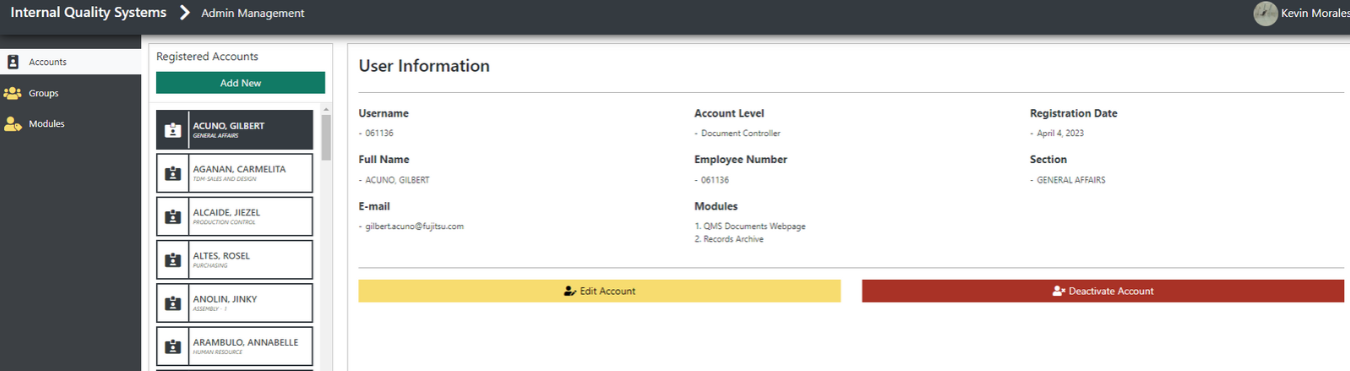 Internal Quality Systems
Admin Management
Kevin Morales
Accounts
Groups
Modules
Registered Accounts
Add New
ACUNO, GILBERT
GENERAL AFFAIRS
AGANAN, CARMELITA
TDM-SALES AND DESIGN
ALCAIDE, JIEZEL
PRODUCTION CONTROL
ALTES, ROSEL
PURCHASING
ANOLIN, JINKY
ASSEMBLY - 1
ARAMBULO, ANNABELLE
HUMAN RESOURCE
User Information
Username
- 061136
Account Level
- Document Controller
Registration Date
- April 4, 2023
Full Name
- ACUNO, GILBERT
Employee Number
- 061136
Section
- GENERAL AFFAIRS
E-mail
- gilbert.acuno@fujitsu.com
Modules
1. QMS Documents Webpage
2. Records Archive
Edit Account
Deactivate Account